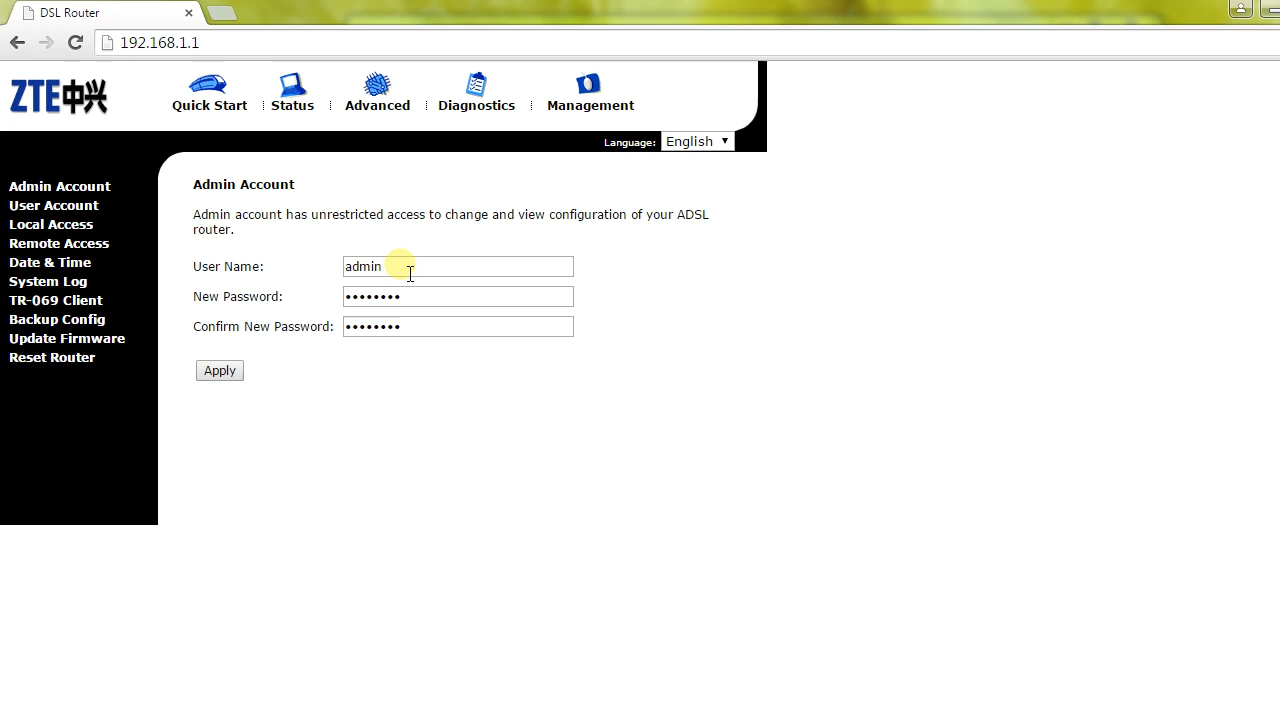 DSL Router
192.168.1.1
ZTE中兴
Quick Start Status Advanced Diagnostics Management
Language: English
Admin Account
User Account
Local Access
Remote Access
Date & Time
System Log
TR-069 Client
Backup Config
Update Firmware
Reset Router
Admin Account
Admin account has unrestricted access to change and view configuration of your ADSL
router.
User Name: admin
New Password: ••••••••
Confirm New Password: ••••••••
Apply